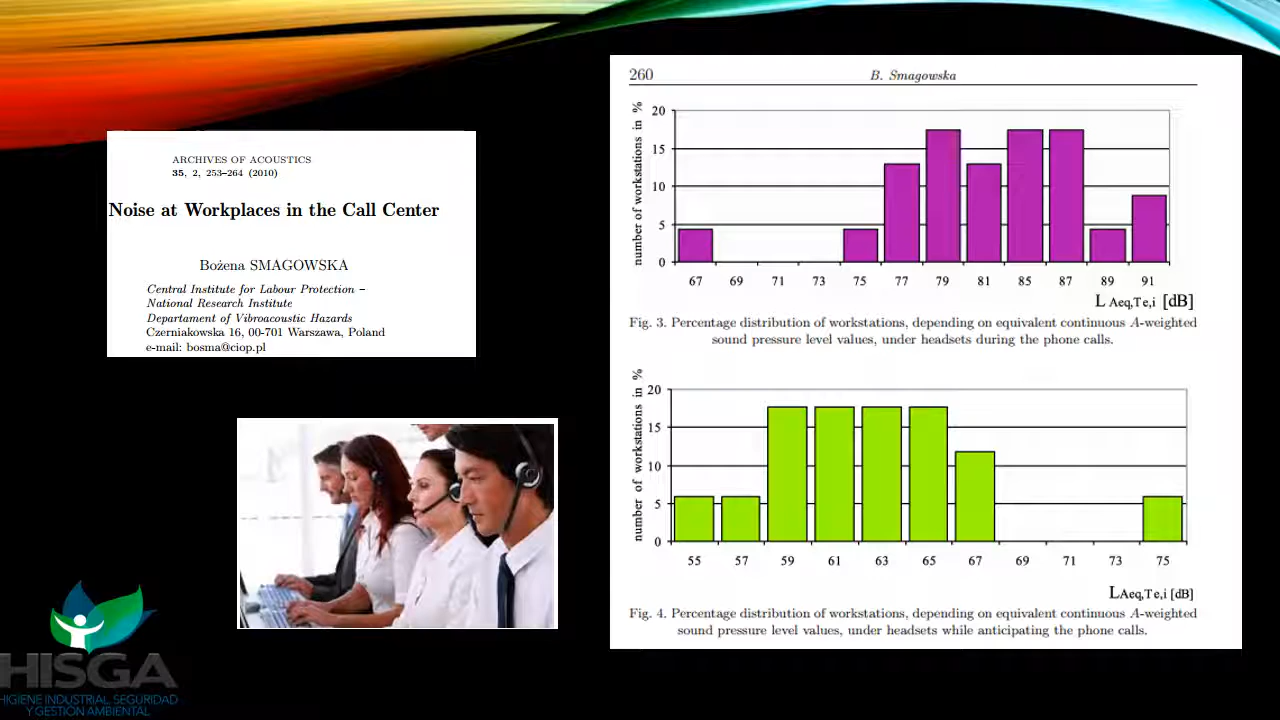 ARCHIVES OF ACOUSTICS
35, 2, 253–264 (2010)
Noise at Workplaces in the Call Center
Bożena SMAGOWSKA
Central Institute for Labour Protection –
National Research Institute
Departament of Vibroacoustic Hazards
Czerniakowska 16, 00-701 Warszawa, Poland
e-mail: bosma@ciop.pl
260 B. Smagowska
number of workstations in %
20
15
10
5
0
67 69 71 73 75 77 79 81 85 87 89 91
L Aeq,Te,i [dB]
Fig. 3. Percentage distribution of workstations, depending on equivalent continuous A-weighted
sound pressure level values, under headsets during the phone calls.
number of workstations in %
20
15
10
5
0
55 57 59 61 63 65 67 69 71 73 75
LAeq,Te,i [dB]
Fig. 4. Percentage distribution of workstations, depending on equivalent continuous A-weighted
sound pressure level values, under headsets while anticipating the phone calls.
HISGA
HIGIENE INDUSTRIAL, SEGURIDAD
Y GESTIÓN AMBIENTAL